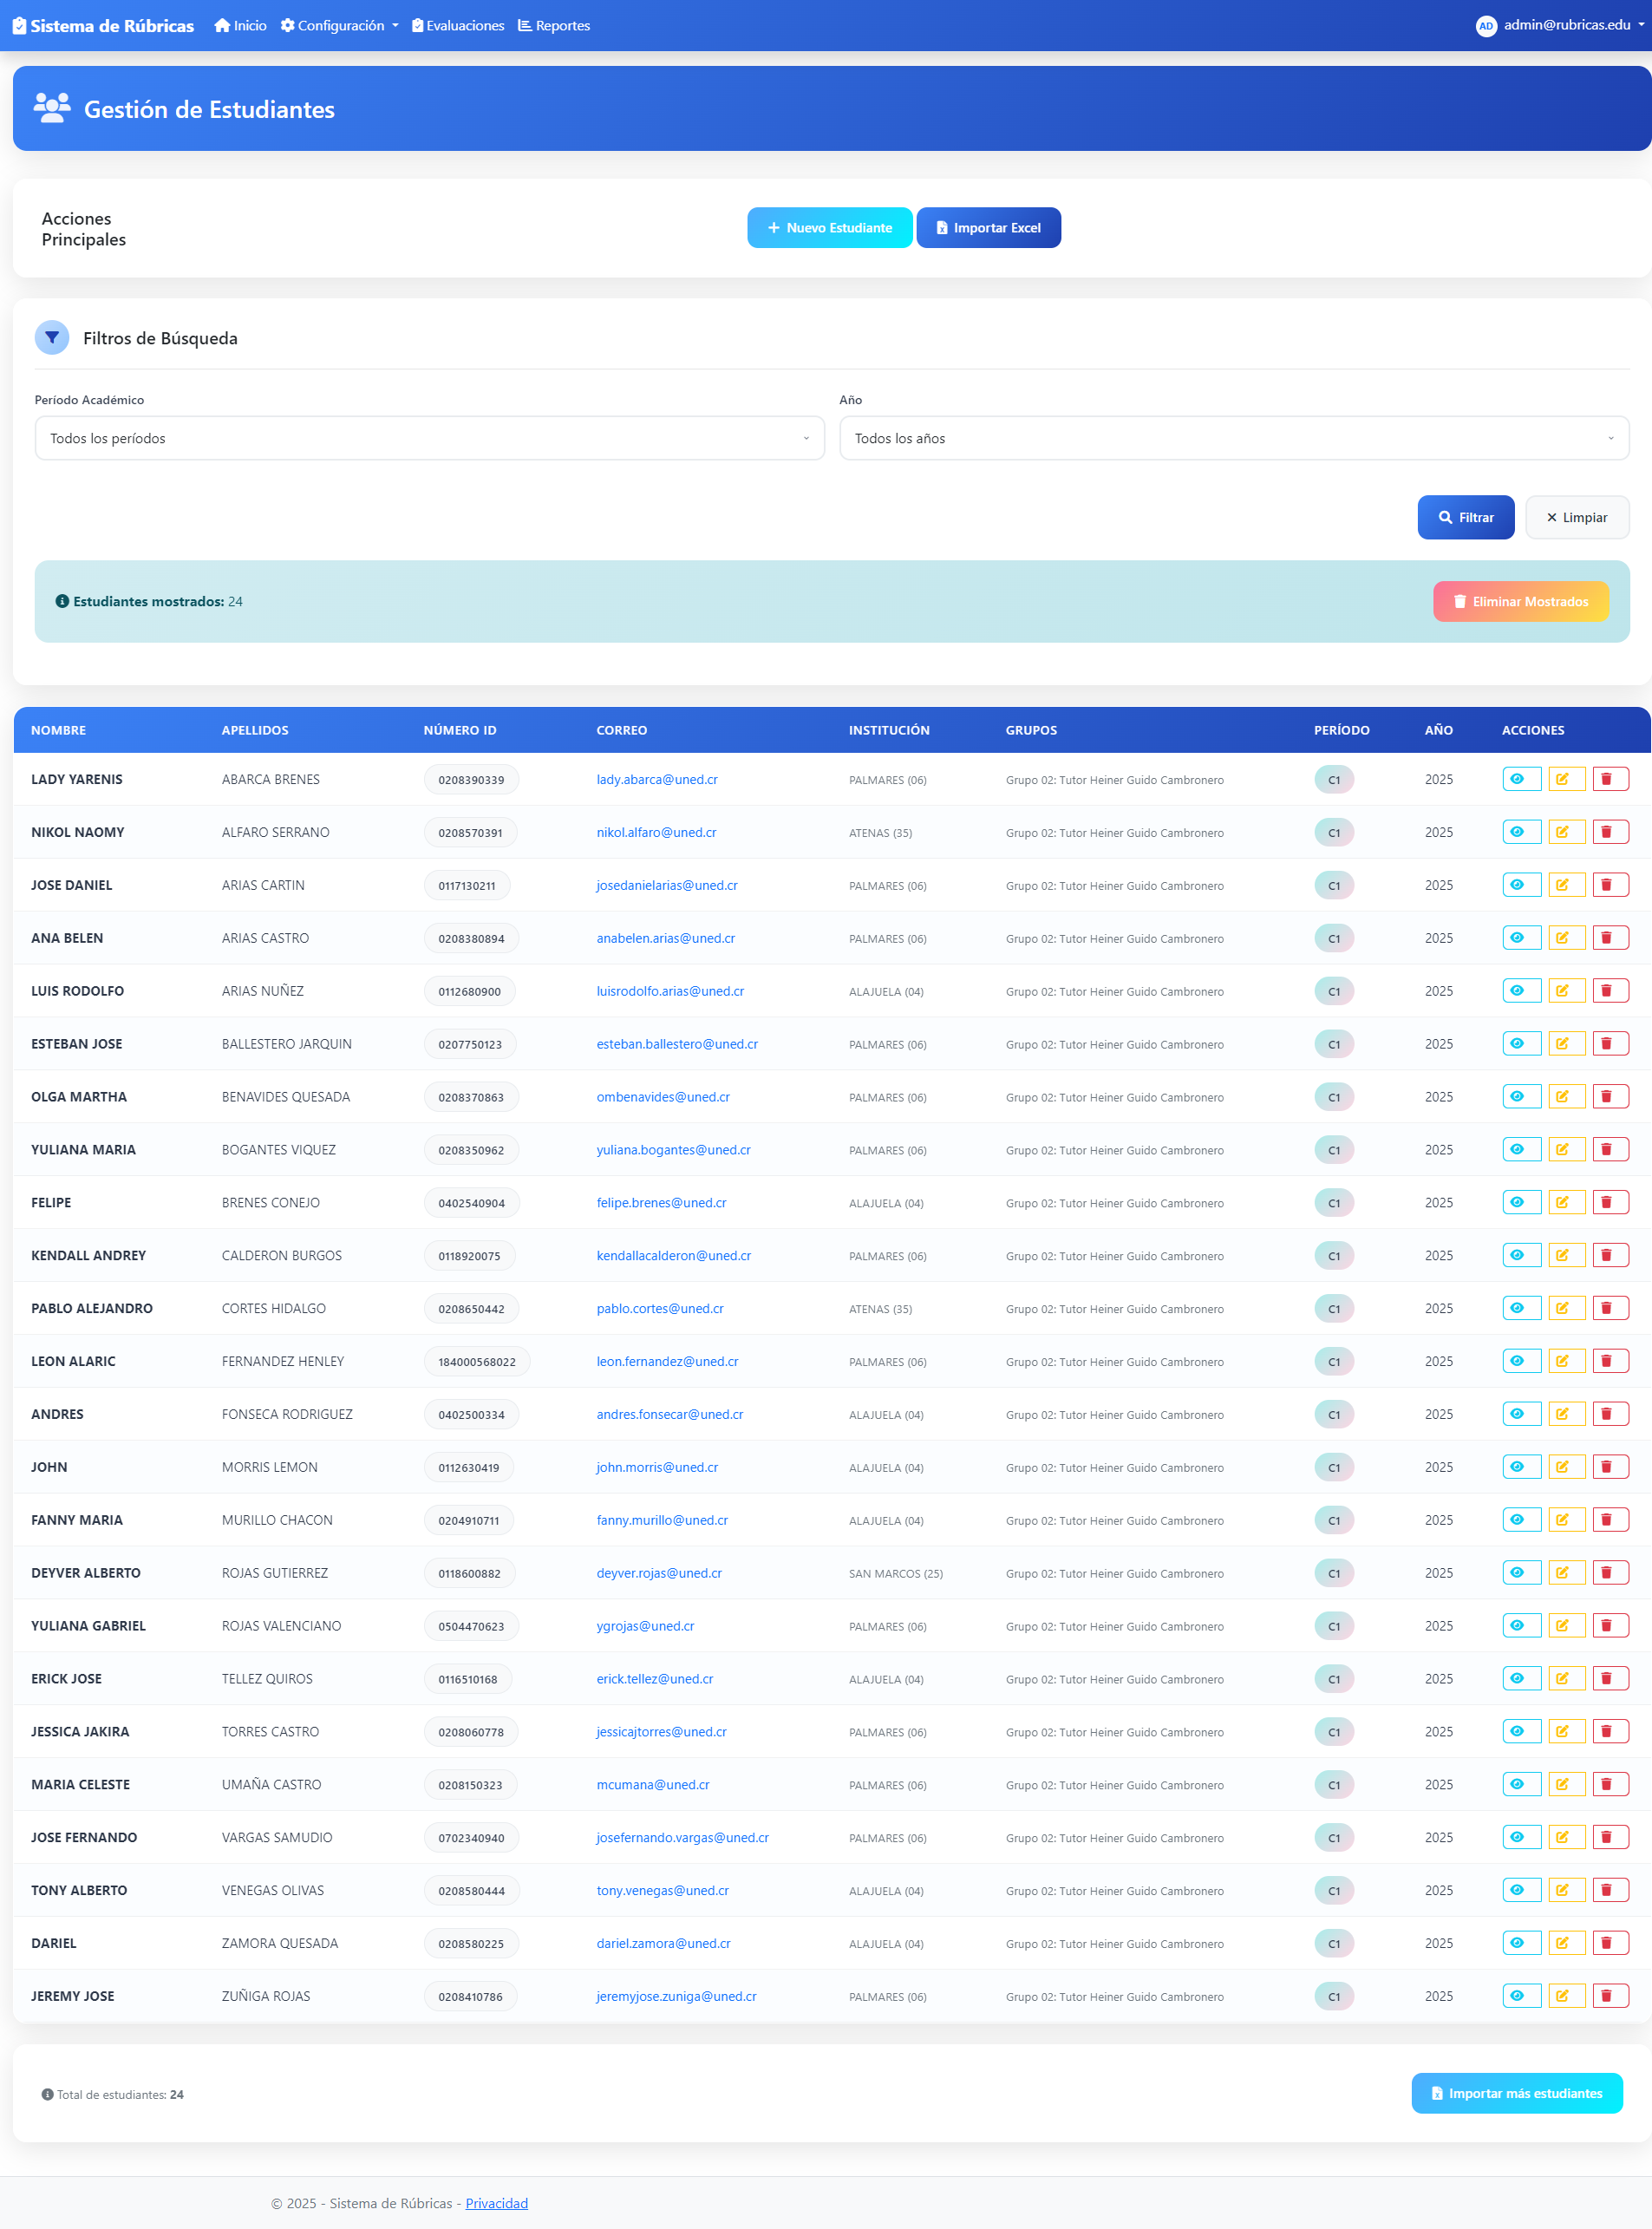 Sistema de Rúbricas Inicio Configuración Evaluaciones Reportes AD admin@rubricas.edu
Gestión de Estudiantes
Acciones
Principales
Nuevo Estudiante Importar Excel
Filtros de Búsqueda
Período Académico Año
Todos los períodos Todos los años
Filtrar Limpiar
Estudiantes mostrados: 24 Eliminar Mostrados
NOMBRE APELLIDOS NÚMERO ID CORREO INSTITUCIÓN GRUPOS PERÍODO AÑO ACCIONES
LADY YARENIS ABARCA BRENES 0208390339 lady.abarca@uned.cr PALMARES (06) Grupo 02: Tutor Heiner Guido Cambronero C1 2025
NIKOL NAOMY ALFARO SERRANO 0208570391 nikol.alfaro@uned.cr ATENAS (35) Grupo 02: Tutor Heiner Guido Cambronero C1 2025
JOSE DANIEL ARIAS CARTIN 0117130211 josedanielarias@uned.cr PALMARES (06) Grupo 02: Tutor Heiner Guido Cambronero C1 2025
ANA BELEN ARIAS CASTRO 0208380894 anabelen.arias@uned.cr PALMARES (06) Grupo 02: Tutor Heiner Guido Cambronero C1 2025
LUIS RODOLFO ARIAS NUÑEZ 0112680900 luisrodolfo.arias@uned.cr ALAJUELA (04) Grupo 02: Tutor Heiner Guido Cambronero C1 2025
ESTEBAN JOSE BALLESTERO JARQUIN 0207750123 esteban.ballestero@uned.cr PALMARES (06) Grupo 02: Tutor Heiner Guido Cambronero C1 2025
OLGA MARTHA BENAVIDES QUESADA 0208370863 ombenavides@uned.cr PALMARES (06) Grupo 02: Tutor Heiner Guido Cambronero C1 2025
YULIANA MARIA BOGANTES VIQUEZ 0208350962 yuliana.bogantes@uned.cr PALMARES (06) Grupo 02: Tutor Heiner Guido Cambronero C1 2025
FELIPE BRENES CONEJO 0402540904 felipe.brenes@uned.cr ALAJUELA (04) Grupo 02: Tutor Heiner Guido Cambronero C1 2025
KENDALL ANDREY CALDERON BURGOS 0118920075 kendallacalderon@uned.cr PALMARES (06) Grupo 02: Tutor Heiner Guido Cambronero C1 2025
PABLO ALEJANDRO CORTES HIDALGO 0208650442 pablo.cortes@uned.cr ATENAS (35) Grupo 02: Tutor Heiner Guido Cambronero C1 2025
LEON ALARIC FERNANDEZ HENLEY 184000568022 leon.fernandez@uned.cr PALMARES (06) Grupo 02: Tutor Heiner Guido Cambronero C1 2025
ANDRES FONSECA RODRIGUEZ 0402500334 andres.fonsecar@uned.cr ALAJUELA (04) Grupo 02: Tutor Heiner Guido Cambronero C1 2025
JOHN MORRIS LEMON 0112630419 john.morris@uned.cr ALAJUELA (04) Grupo 02: Tutor Heiner Guido Cambronero C1 2025
FANNY MARIA MURILLO CHACON 0204910711 fanny.murillo@uned.cr ALAJUELA (04) Grupo 02: Tutor Heiner Guido Cambronero C1 2025
DEYVER ALBERTO ROJAS GUTIERREZ 0118600882 deyver.rojas@uned.cr SAN MARCOS (25) Grupo 02: Tutor Heiner Guido Cambronero C1 2025
YULIANA GABRIEL ROJAS VALENCIANO 0504470623 ygrojas@uned.cr PALMARES (06) Grupo 02: Tutor Heiner Guido Cambronero C1 2025
ERICK JOSE TELLEZ QUIROS 0116510168 erick.tellez@uned.cr ALAJUELA (04) Grupo 02: Tutor Heiner Guido Cambronero C1 2025
JESSICA JAKIRA TORRES CASTRO 0208060778 jessicajtorres@uned.cr PALMARES (06) Grupo 02: Tutor Heiner Guido Cambronero C1 2025
MARIA CELESTE UMAÑA CASTRO 0208150323 mcumana@uned.cr PALMARES (06) Grupo 02: Tutor Heiner Guido Cambronero C1 2025
JOSE FERNANDO VARGAS SAMUDIO 0702340940 josefernando.vargas@uned.cr PALMARES (06) Grupo 02: Tutor Heiner Guido Cambronero C1 2025
TONY ALBERTO VENEGAS OLIVAS 0208580444 tony.venegas@uned.cr ALAJUELA (04) Grupo 02: Tutor Heiner Guido Cambronero C1 2025
DARIEL ZAMORA QUESADA 0208580225 dariel.zamora@uned.cr ALAJUELA (04) Grupo 02: Tutor Heiner Guido Cambronero C1 2025
JEREMY JOSE ZUÑIGA ROJAS 0208410786 jeremyjose.zuniga@uned.cr PALMARES (06) Grupo 02: Tutor Heiner Guido Cambronero C1 2025
Total de estudiantes: 24 Importar más estudiantes
© 2025 - Sistema de Rúbricas - Privacidad